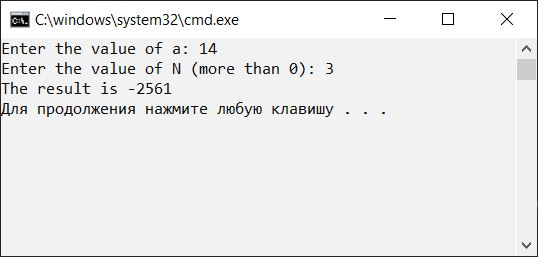 C:\windows\system32\cmd.exe
Enter the value of a: 14
Enter the value of N (more than 0): 3
The result is -2561
Для продолжения нажмите любую клавишу . . .